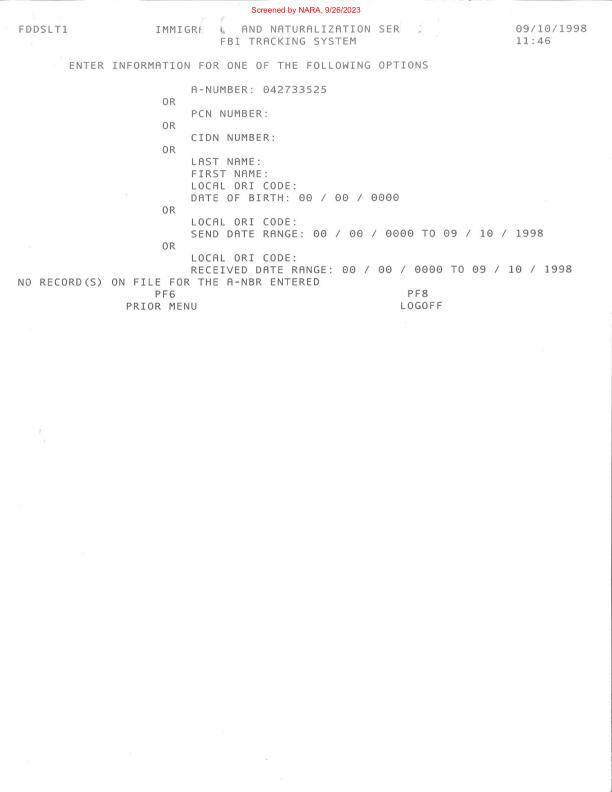 Screened by NARA, 9/26/2023
FDDSLT1 IMMIGR AND NATURALIZATION SER 09/10/1998
FBI TRACKING SYSTEM 11:46
ENTER INFORMATION FOR ONE OF THE FOLLOWING OPTIONS
A-NUMBER: 042733525
OR
PCN NUMBER:
OR
CIDN NUMBER:
OR
LAST NAME:
FIRST NAME:
LOCAL ORI CODE:
DATE OF BIRTH: 00 / 00 / 0000
OR
LOCAL ORI CODE:
SEND DATE RANGE: 00 / 00 / 0000 TO 09 / 10 / 1998
OR
LOCAL ORI CODE:
RECEIVED DATE RANGE: 00 / 00 / 0000 TO 09 / 10 / 1998
NO RECORD(S) ON FILE FOR THE A-NBR ENTERED
PF6 PF8
PRIOR MENU LOGOFF